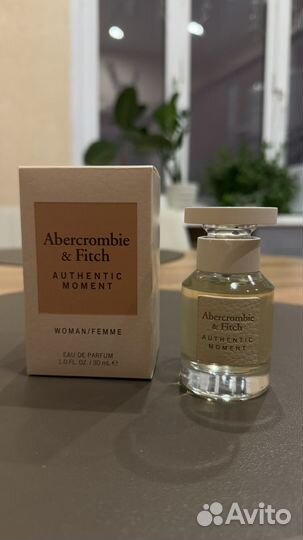 Abercrombie
& Fitch
AUTHENTIC
MOMENT
WOMAN/FEMME
EAU DE PARFUM
1.0 FL. OZ. / 30 mL ℮
Abercrombie
& Fitch
AUTHENTIC
MOMENT
Avito